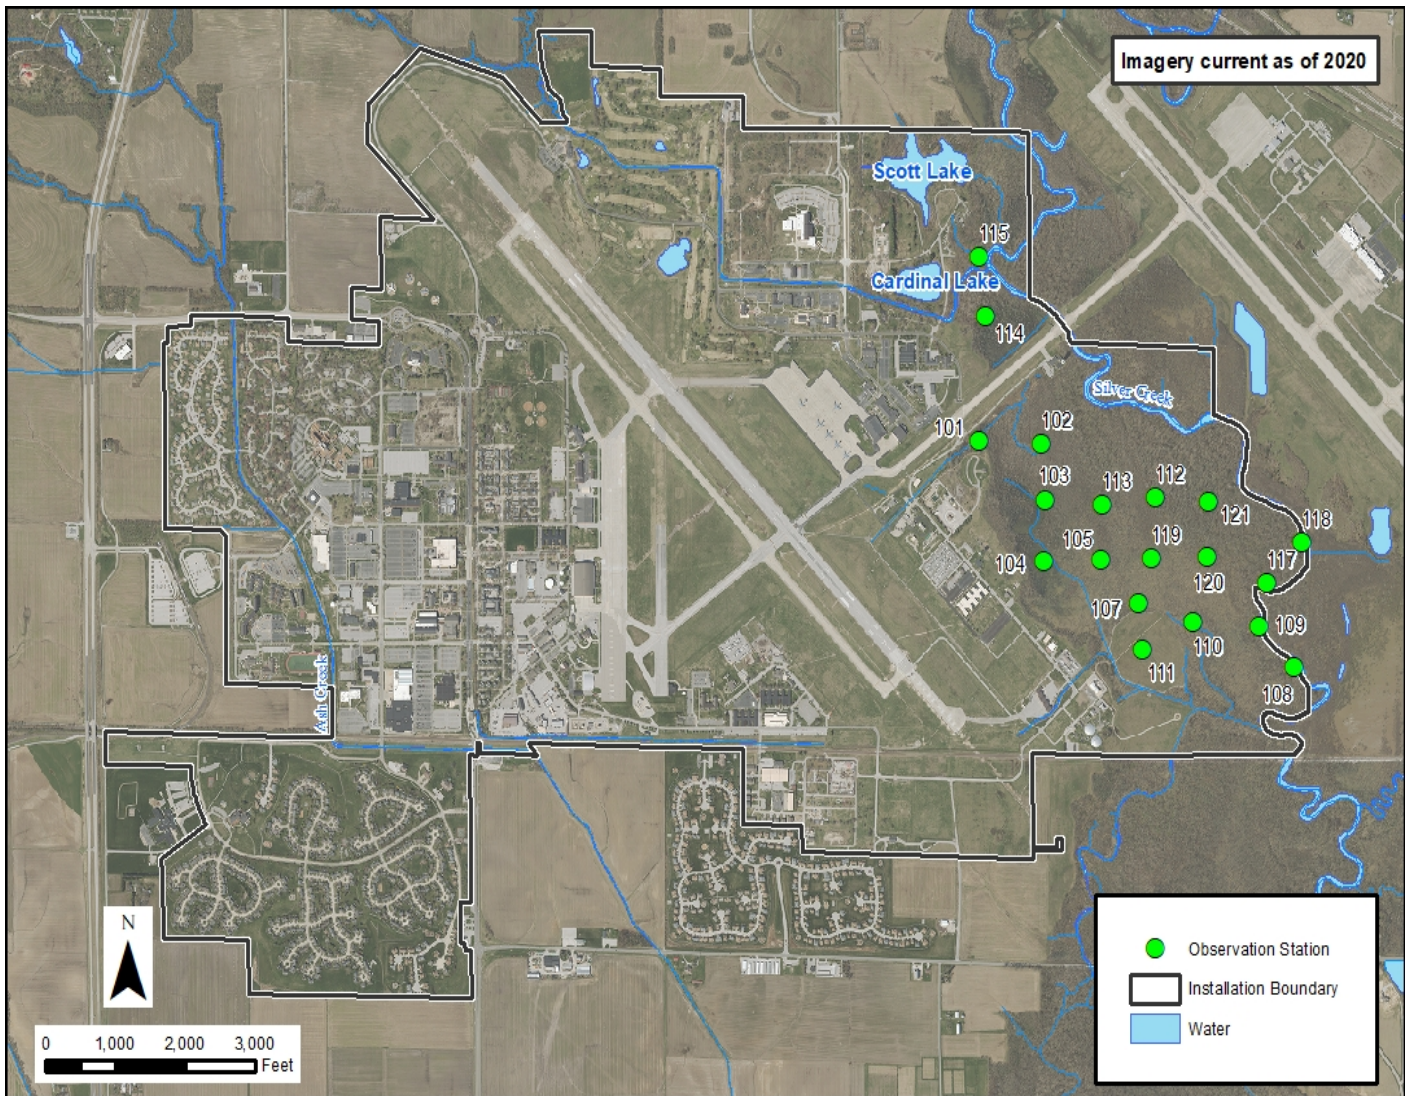 Imagery current as of 2020
Scott Lake
115
Cardinal Lake
114
Silver Creek
101
102
103
113
112
121
118
104
105
119
120
117
107
110
109
111
108
Ash Creek
N
0 1,000 2,000 3,000
Feet
Observation Station
Installation Boundary
Water